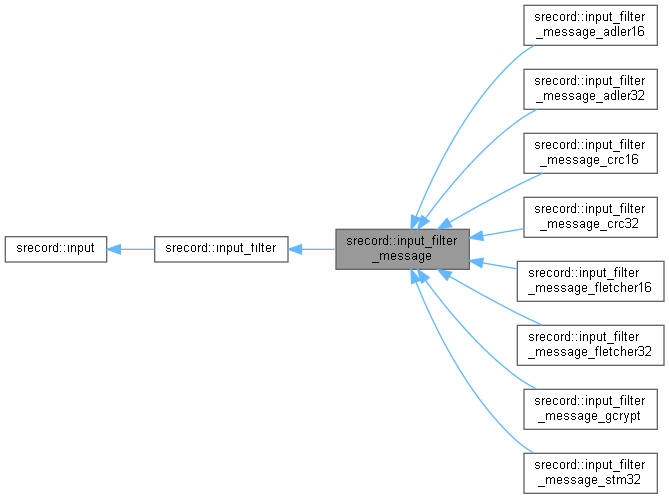 srecord::input_filter
_message_adler16
srecord::input_filter
_message_adler32
srecord::input_filter
_message_crc16
srecord::input_filter
_message_crc32
srecord::input
srecord::input_filter
srecord::input_filter
_message
srecord::input_filter
_message_fletcher16
srecord::input_filter
_message_fletcher32
srecord::input_filter
_message_gcrypt
srecord::input_filter
_message_stm32